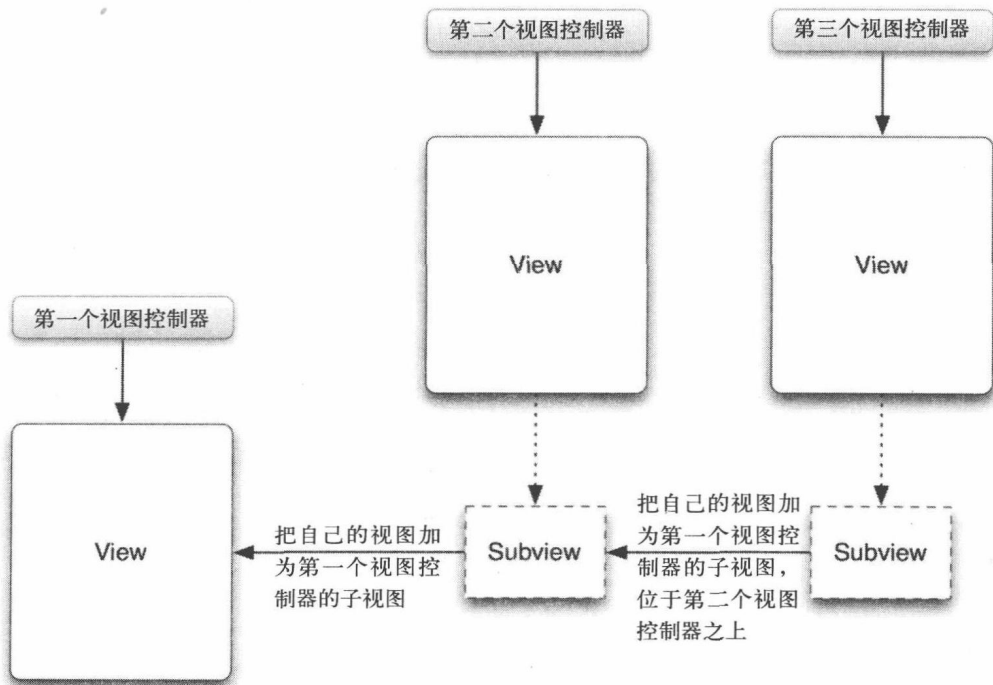 第二个视图控制器
第三个视图控制器
View
View
第一个视图控制器
View
把自己的视图加
为第一个视图控
制器的子视图
Subview
把自己的视图加
为第一个视图控
制器的子视图，
位于第二个视图
控制器之上
Subview